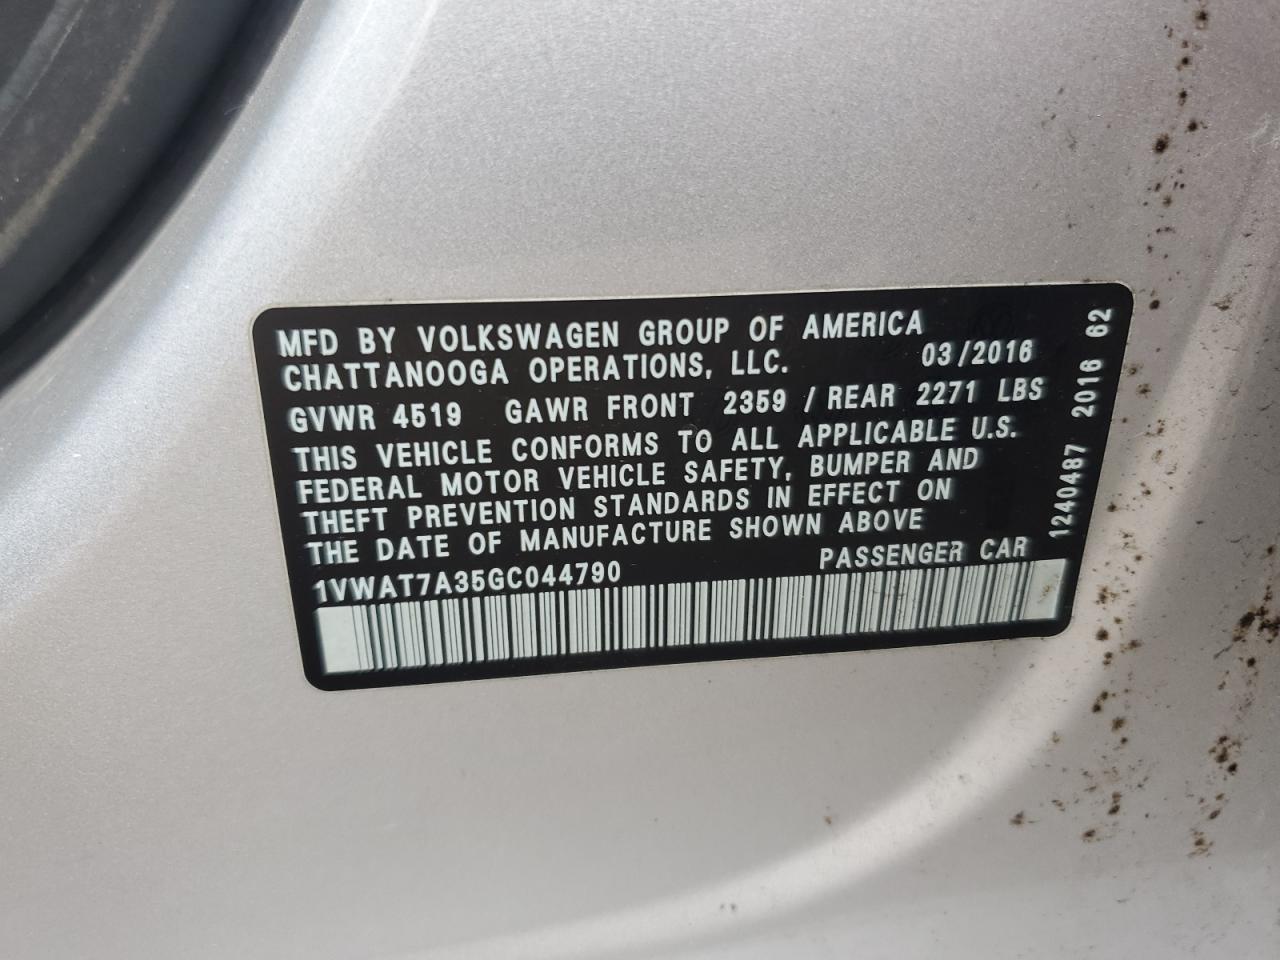 MFD BY VOLKSWAGEN GROUP OF AMERICA
CHATTANOOGA OPERATIONS, LLC. 03/2016
GVWR 4519 GAWR FRONT 2359 / REAR 2271 LBS
THIS VEHICLE CONFORMS TO ALL APPLICABLE U.S.
FEDERAL MOTOR VEHICLE SAFETY, BUMPER AND
THEFT PREVENTION STANDARDS IN EFFECT ON
THE DATE OF MANUFACTURE SHOWN ABOVE
1VWAT7A35GC044790 PASSENGER CAR
1240487 2016 62